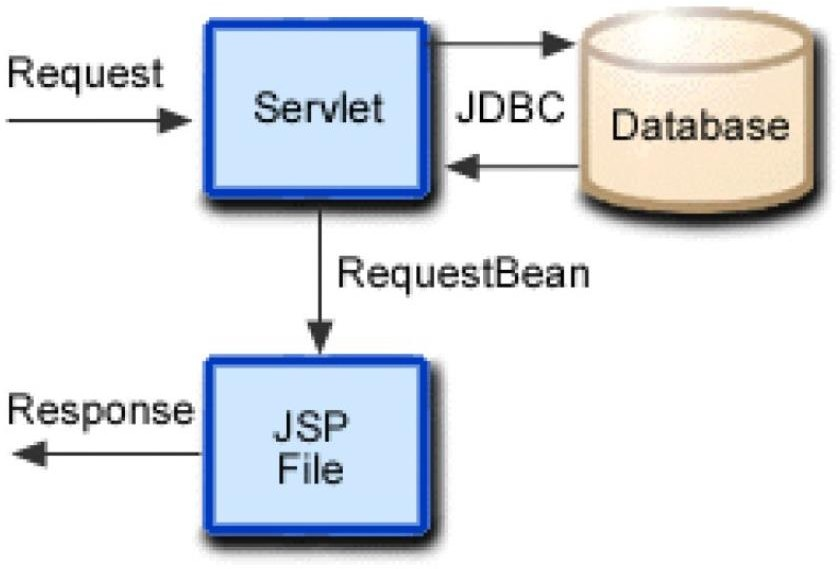 Request
Servlet
JDBC
Database
RequestBean
Response
JSP
File